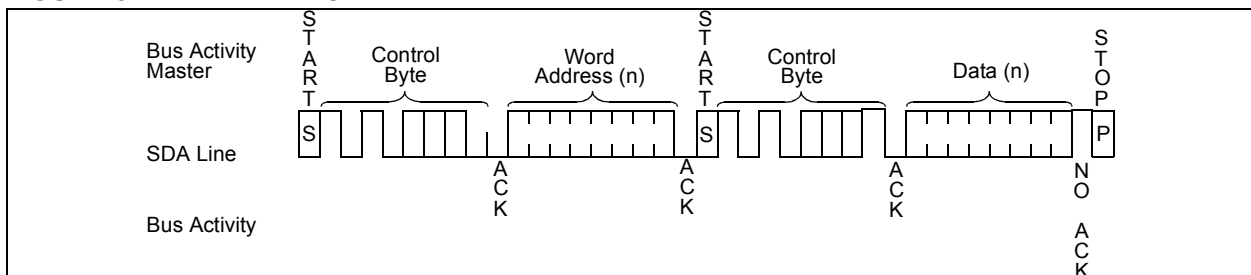 START
Bus Activity
Master
Control
Byte
Word
Address (n)
START
Control
Byte
Data (n)
STOP
S
S
P
SDA Line
ACK
ACK
ACK
NO ACK
Bus Activity